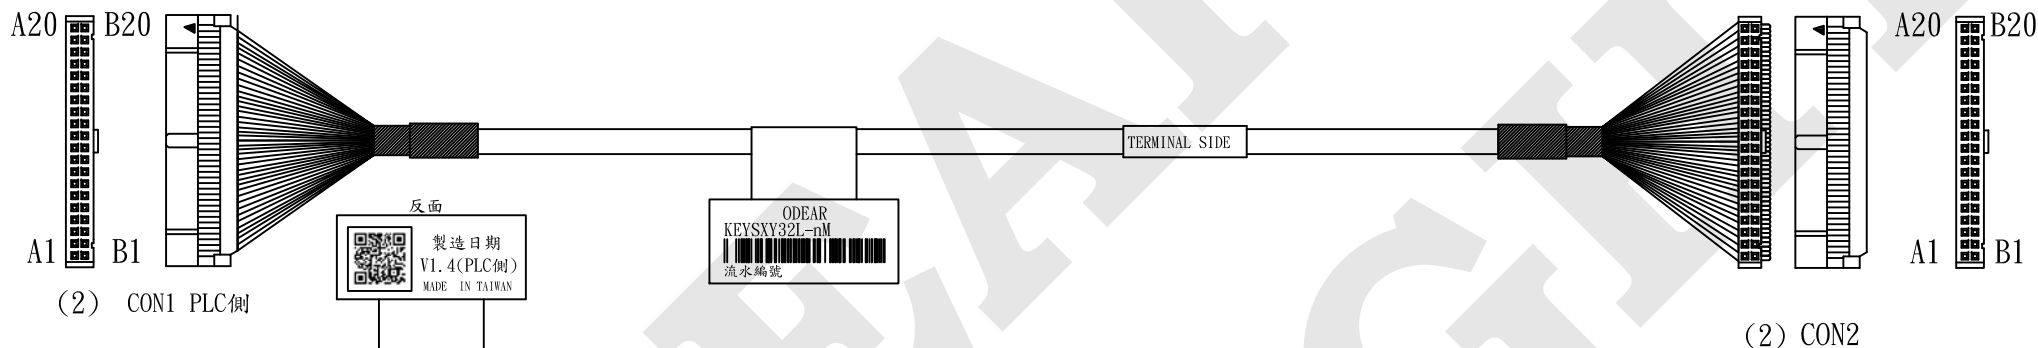 A20
B20
A1
B1
(2) CON1 PLC側
反面
製造日期
V1.4(PLC側)
MADE IN TAIWAN
ODEAR
KEYSXY32L-nM
流水編號
TERMINAL SIDE
A20
B20
A1
B1
(2) CON2